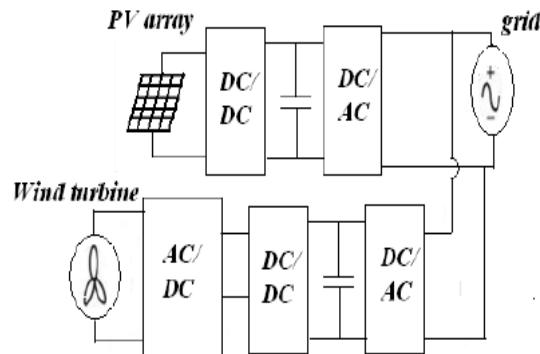 PV array
grid
DC/
DC
DC/
AC
+
Wind turbine
AC/
DC
DC/
DC
DC/
AC